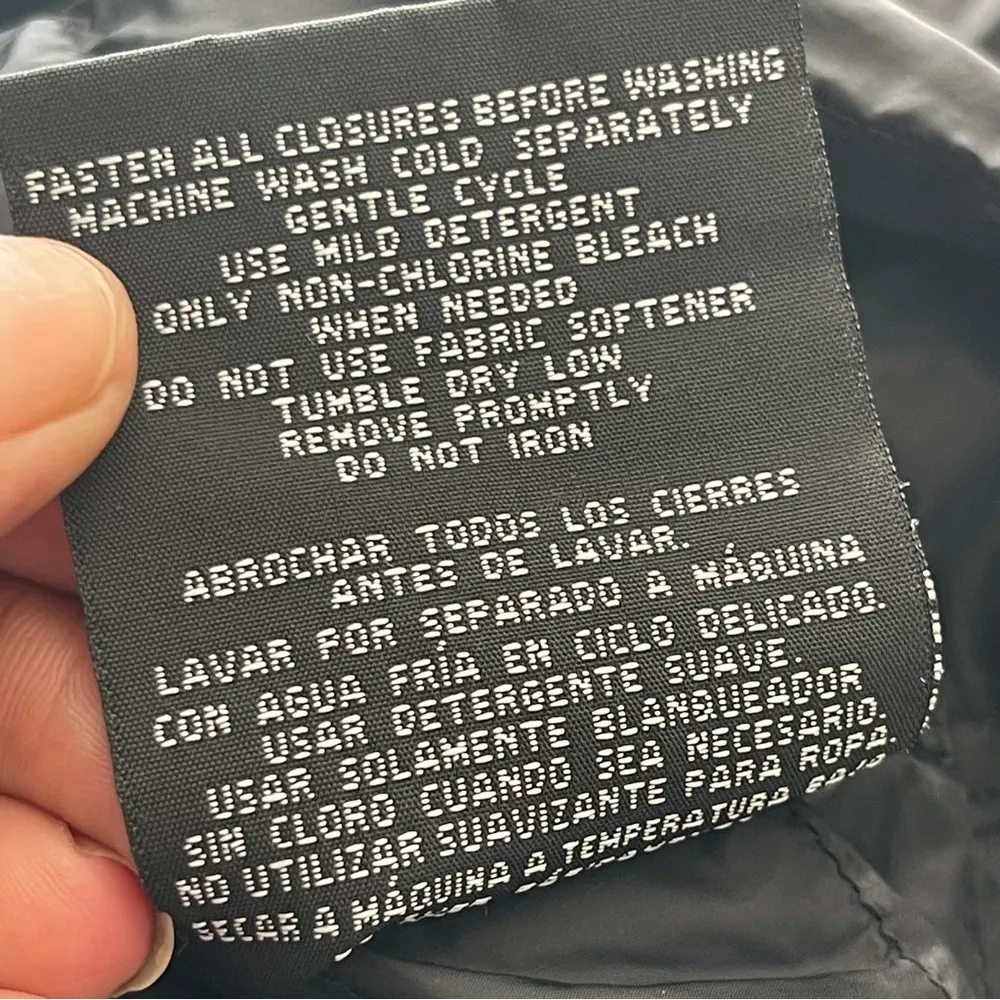 FASTEN ALL CLOSURES BEFORE WASHING
MACHINE WASH COLD SEPARATELY
GENTLE CYCLE
USE MILD DETERGENT
ONLY NON-CHLORINE BLEACH
WHEN NEEDED
DO NOT USE FABRIC SOFTENER
TUMBLE DRY LOW
REMOVE PROMPTLY
DO NOT IRON
ABROCHAR TODOS LOS CIERRES
ANTES DE LAVAR.
LAVAR POR SEPARADO A MÁQUINA
CON AGUA FRÍA EN CICLO DELICADO.
USAR DETERGENTE SUAVE.
USAR SOLAMENTE BLANQUEADOR
SIN CLORO CUANDO SEA NECESARIO.
NO UTILIZAR SUAVIZANTE PARA ROPA.
SECAR A MÁQUINA A TEMPERATURA BAJA